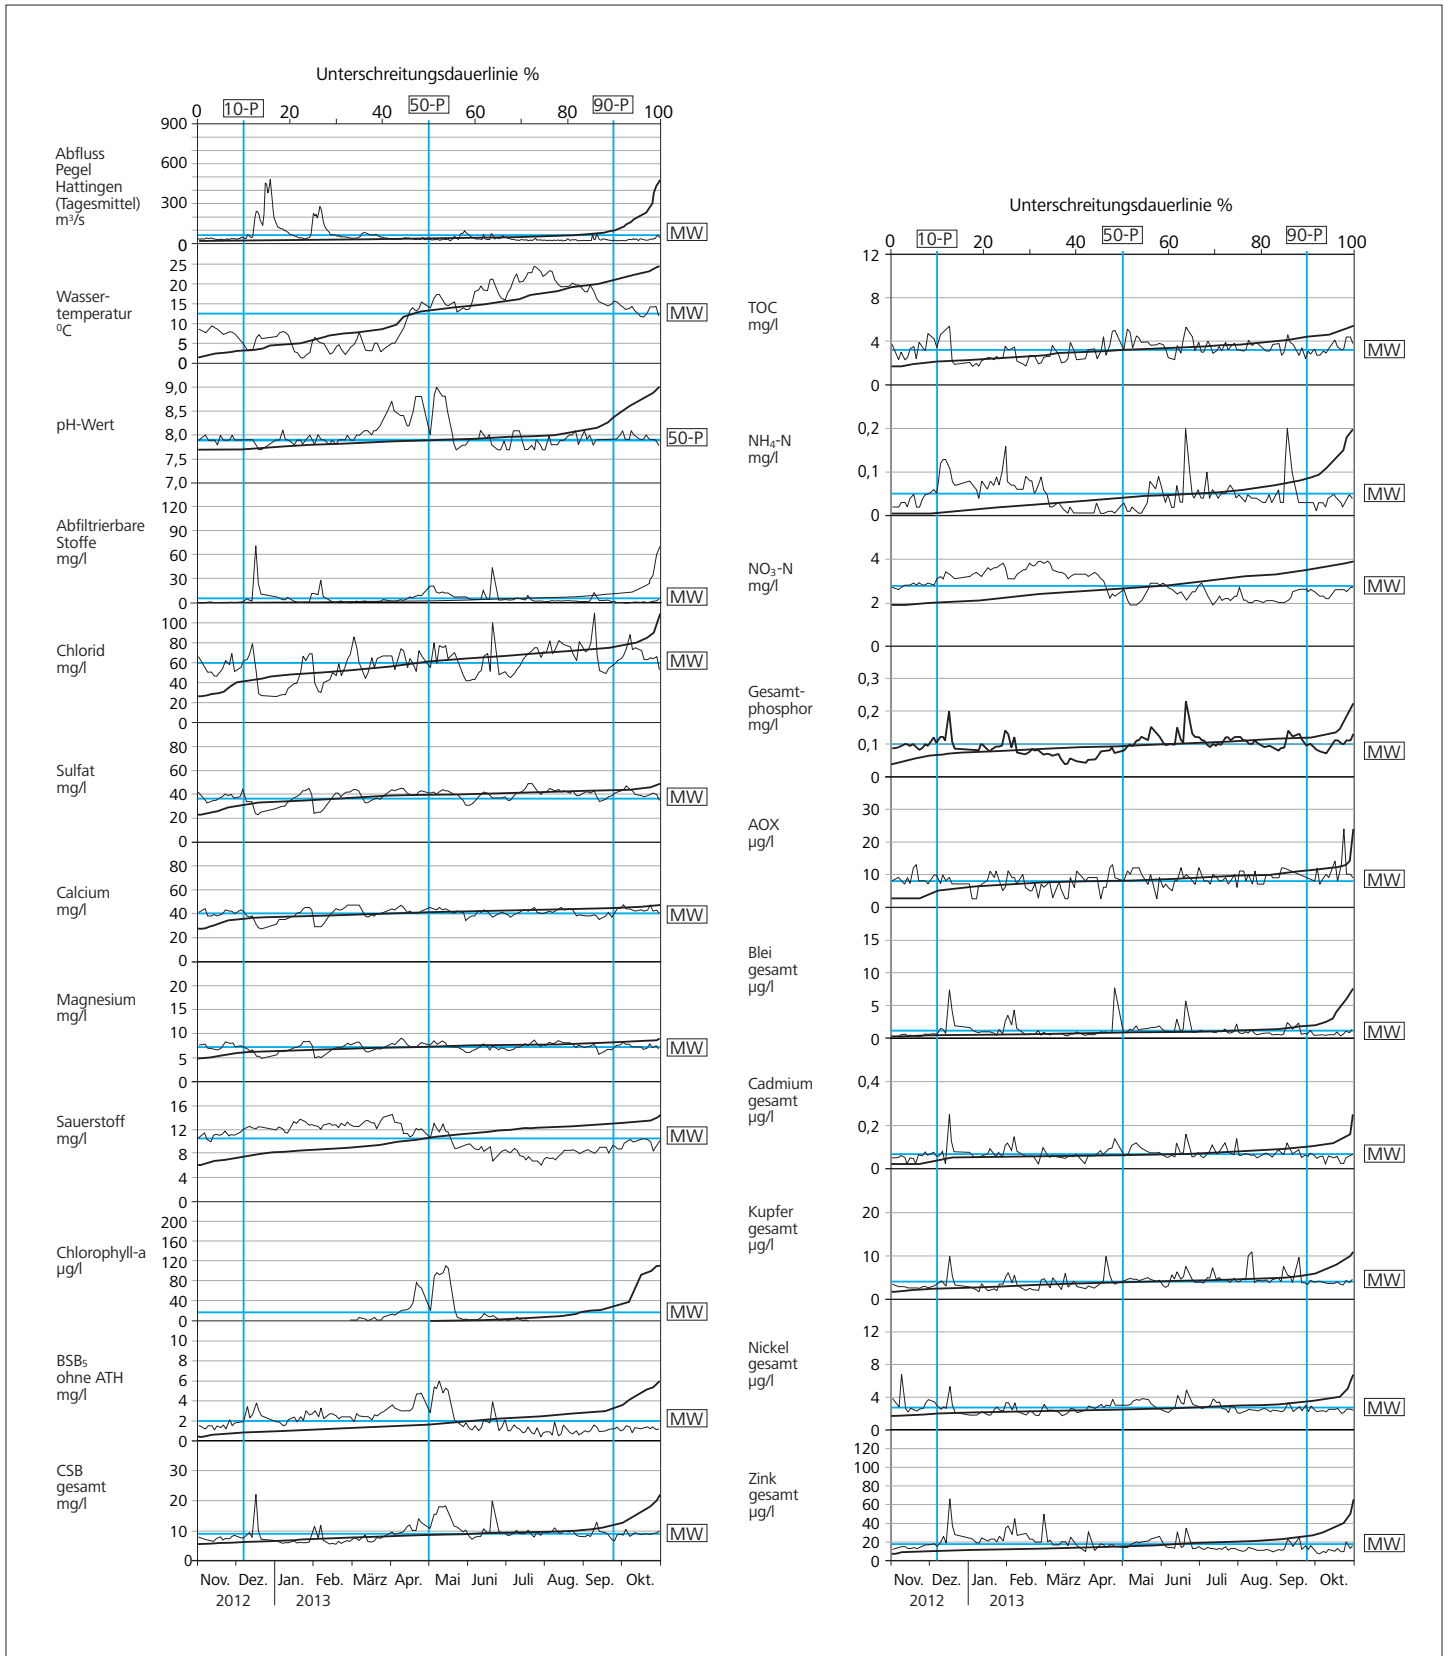 Unterschreitungsdauerlinie %
0 10-P 20 40 50-P 60 80 90-P 100
Abfluss
Pegel
Hattingen
(Tagesmittel)
m³/s
900
600
300
0
MW
Wasser-
temperatur
⁰C
25
20
15
10
5
0
MW
pH-Wert
9,0
8,5
8,0
7,5
7,0
50-P
Abfiltrierbare
Stoffe
mg/l
120
90
60
30
0
MW
Chlorid
mg/l
100
80
60
40
20
0
MW
Sulfat
mg/l
80
60
40
20
0
MW
Calcium
mg/l
80
60
40
20
0
MW
Magnesium
mg/l
20
15
10
5
0
MW
Sauerstoff
mg/l
16
12
8
4
0
MW
Chlorophyll-a
µg/l
200
160
120
80
40
0
MW
BSB₅
ohne ATH
mg/l
10
8
6
4
2
0
MW
CSB
gesamt
mg/l
30
20
10
0
MW
Nov. Dez. Jan. Feb. März Apr. Mai Juni Juli Aug. Sep. Okt.
2012 2013
Unterschreitungsdauerlinie %
0 10-P 20 40 50-P 60 80 90-P 100
TOC
mg/l
12
8
4
0
MW
NH₄-N
mg/l
0,2
0,1
0
MW
NO₃-N
mg/l
4
2
0
MW
Gesamt-
phosphor
mg/l
0,3
0,2
0,1
0
MW
AOX
µg/l
30
20
10
0
MW
Blei
gesamt
µg/l
15
10
5
0
MW
Cadmium
gesamt
µg/l
0,4
0,2
0
MW
Kupfer
gesamt
µg/l
20
10
0
MW
Nickel
gesamt
µg/l
12
8
4
0
MW
Zink
gesamt
µg/l
120
100
80
60
40
20
0
MW
Nov. Dez. Jan. Feb. März Apr. Mai Juni Juli Aug. Sep. Okt.
2012 2013